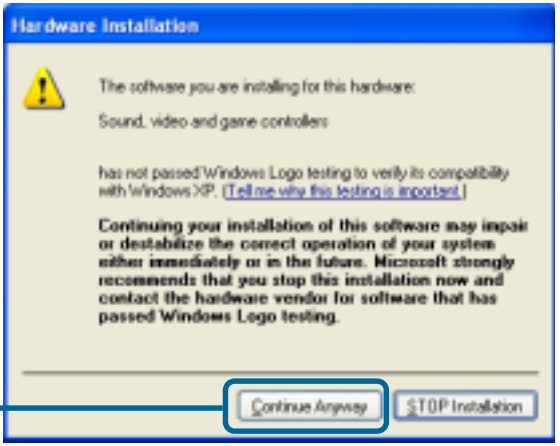 Hardware Installation
The software you are installing for this hardware:
Sound, video and game controllers
has not passed Windows Logo testing to verify its compatibility
with Windows XP. (Tell me why this testing is important.)
Continuing your installation of this software may impair
or destabilize the correct operation of your system
either immediately or in the future. Microsoft strongly
recommends that you stop this installation now and
contact the hardware vendor for software that has
passed Windows Logo testing.
Continue Anyway STOP Installation